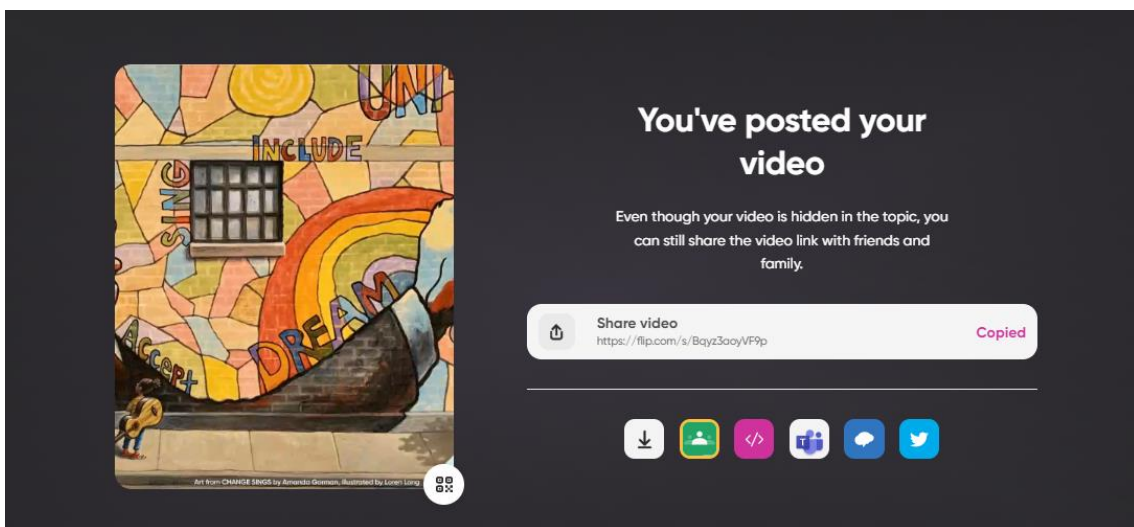 UNIT
INCLUDE
SING
DREAM
Accept
Art from CHANGE SINGS by Amanda Gorman, illustrated by Loren Long
You've posted your
video
Even though your video is hidden in the topic, you
can still share the video link with friends and
family.
Share video
https://flip.com/s/Bqyz3aoyVF9p
Copied